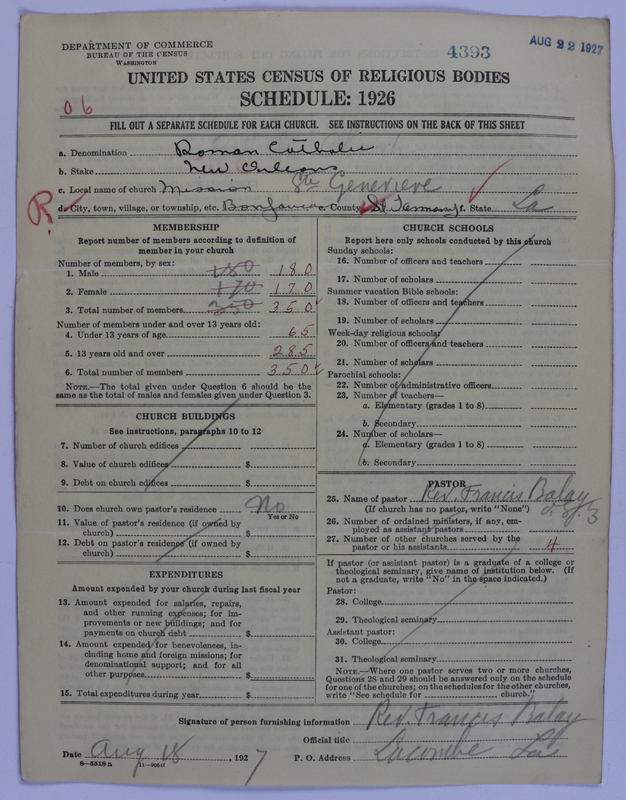 DEPARTMENT OF COMMERCE
BUREAU OF THE CENSUS
WASHINGTON
4393
AUG 22 1927
UNITED STATES CENSUS OF RELIGIOUS BODIES
SCHEDULE: 1926
06
FILL OUT A SEPARATE SCHEDULE FOR EACH CHURCH. SEE INSTRUCTIONS ON THE BACK OF THIS SHEET
a. Denomination Roman Catholic
b. Stake New Orleans
c. Local name of church Mission Ste Genevieve
R. d. City, town, village, or township, etc. Bonfouca County St. Tammany State La
MEMBERSHIP
Report number of members according to definition of
member in your church
Number of members, by sex:
1. Male 180 180
2. Female 170 170
3. Total number of members 350 350
Number of members under and over 13 years old:
4. Under 13 years of age 65
5. 13 years old and over 285
6. Total number of members 350
NOTE.—The total given under Question 6 should be the
same as the total of males and females given under Question 3.
CHURCH BUILDINGS
See instructions, paragraphs 10 to 12
7. Number of church edifices
8. Value of church edifices $
9. Debt on church edifices $
10. Does church own pastor's residence No
Yes or No
11. Value of pastor's residence (if owned by
church) $
12. Debt on pastor's residence (if owned by
church) $
EXPENDITURES
Amount expended by your church during last fiscal year
13. Amount expended for salaries, repairs,
and other running expenses; for im-
provements or new buildings; and for
payments on church debt $
14. Amount expended for benevolences, in-
cluding home and foreign missions; for
denominational support; and for all
other purposes $
15. Total expenditures during year $
CHURCH SCHOOLS
Report here only schools conducted by this church
Sunday schools:
16. Number of officers and teachers
17. Number of scholars
Summer vacation Bible schools:
18. Number of officers and teachers
19. Number of scholars
Week-day religious schools:
20. Number of officers and teachers
21. Number of scholars
Parochial schools:
22. Number of administrative officers
23. Number of teachers—
a. Elementary (grades 1 to 8)
b. Secondary
24. Number of scholars—
a. Elementary (grades 1 to 8)
b. Secondary
PASTOR
25. Name of pastor Rev. Francis Balay
(If church has no pastor, write "None")
26. Number of ordained ministers, if any, em-
ployed as assistant pastors
27. Number of other churches served by the
pastor or his assistants 4
If pastor (or assistant pastor) is a graduate of a college or
theological seminary, give name of institution below. (If
not a graduate, write "No" in the space indicated.)
Pastor:
28. College
29. Theological seminary
Assistant pastor:
30. College
31. Theological seminary
NOTE.—Where one pastor serves two or more churches,
Questions 28 and 29 should be answered only on the schedule
for one of the churches; on the schedules for the other churches,
write "See schedule for church."
Signature of person furnishing information Rev. Francis Balay
Official title
Date Aug 18, 1927 P. O. Address Lacombe La
8-5518a